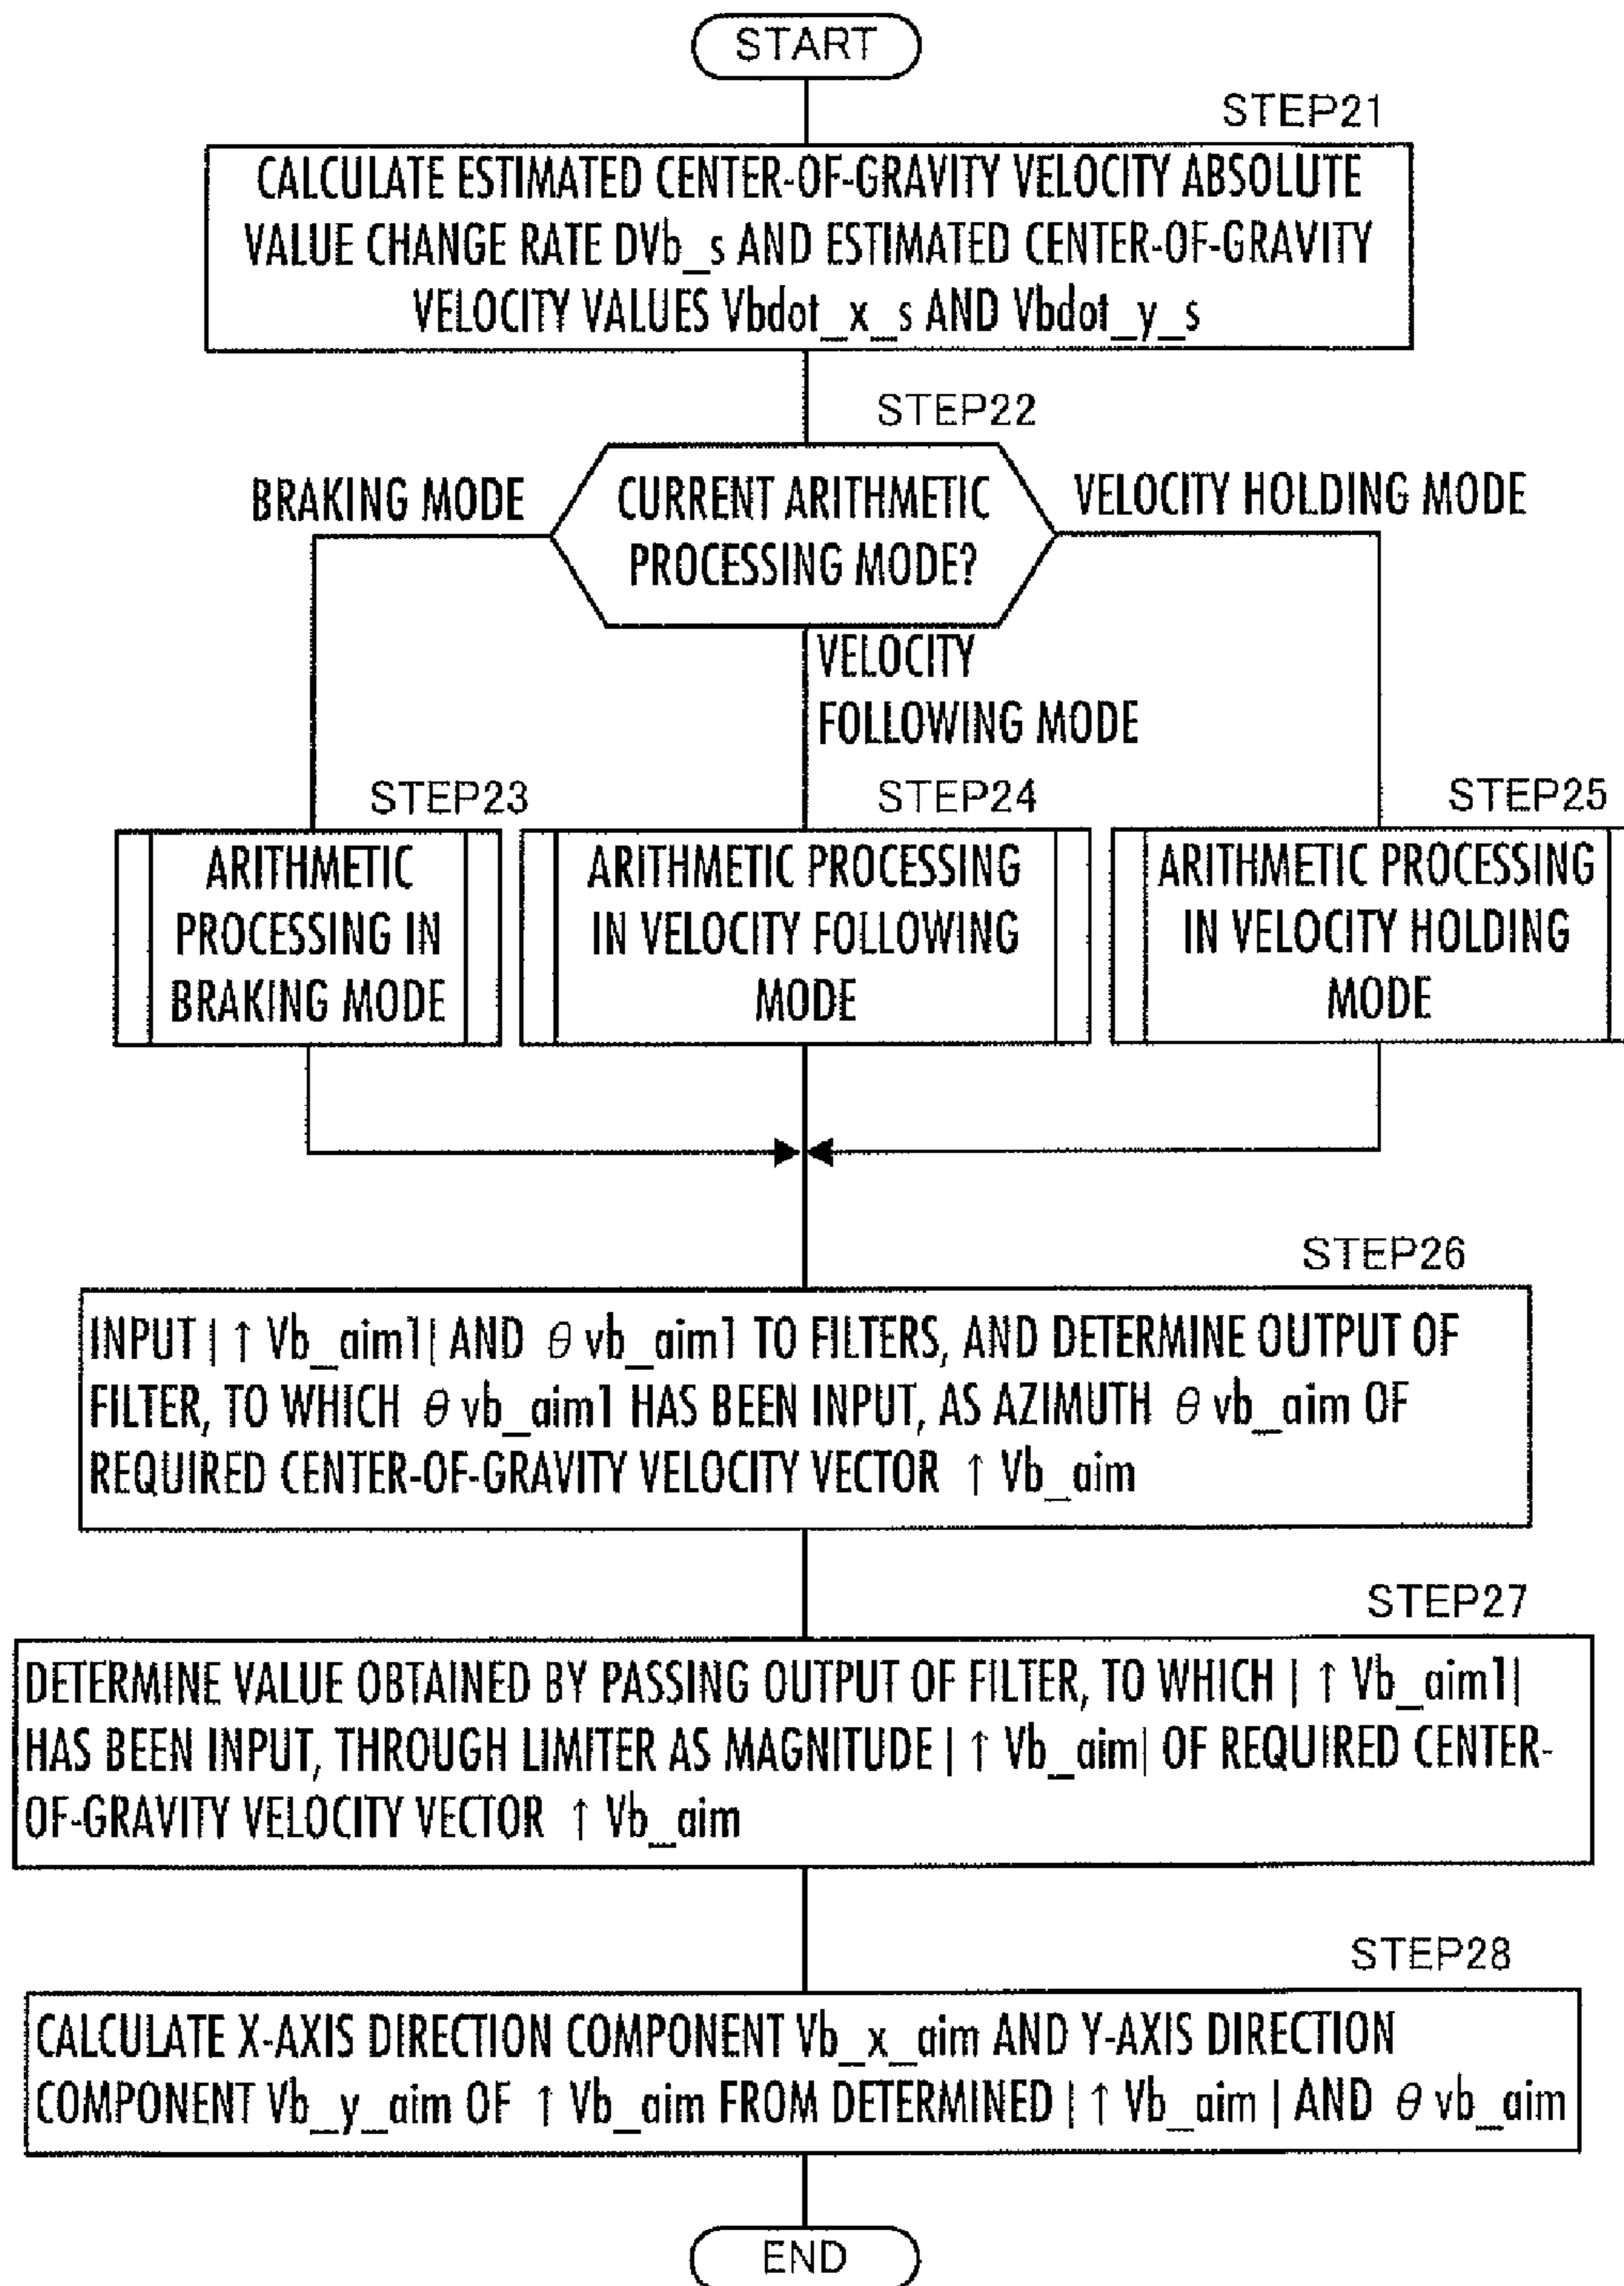 START
STEP21
CALCULATE ESTIMATED CENTER-OF-GRAVITY VELOCITY ABSOLUTE
VALUE CHANGE RATE DVb_s AND ESTIMATED CENTER-OF-GRAVITY
VELOCITY VALUES Vbdot_x_s AND Vbdot_y_s
STEP22
BRAKING MODE
CURRENT ARITHMETIC
PROCESSING MODE?
VELOCITY HOLDING MODE
VELOCITY
FOLLOWING MODE
STEP23
ARITHMETIC
PROCESSING IN
BRAKING MODE
STEP24
ARITHMETIC PROCESSING
IN VELOCITY FOLLOWING
MODE
STEP25
ARITHMETIC PROCESSING
IN VELOCITY HOLDING
MODE
STEP26
INPUT | ↑ Vb_aim1| AND θ vb_aim1 TO FILTERS, AND DETERMINE OUTPUT OF
FILTER, TO WHICH θ vb_aim1 HAS BEEN INPUT, AS AZIMUTH θ vb_aim OF
REQUIRED CENTER-OF-GRAVITY VELOCITY VECTOR ↑ Vb_aim
STEP27
DETERMINE VALUE OBTAINED BY PASSING OUTPUT OF FILTER, TO WHICH | ↑ Vb_aim1|
HAS BEEN INPUT, THROUGH LIMITER AS MAGNITUDE | ↑ Vb_aim| OF REQUIRED CENTER-
OF-GRAVITY VELOCITY VECTOR ↑ Vb_aim
STEP28
CALCULATE X-AXIS DIRECTION COMPONENT Vb_x_aim AND Y-AXIS DIRECTION
COMPONENT Vb_y_aim OF ↑ Vb_aim FROM DETERMINED | ↑ Vb_aim | AND θ vb_aim
END